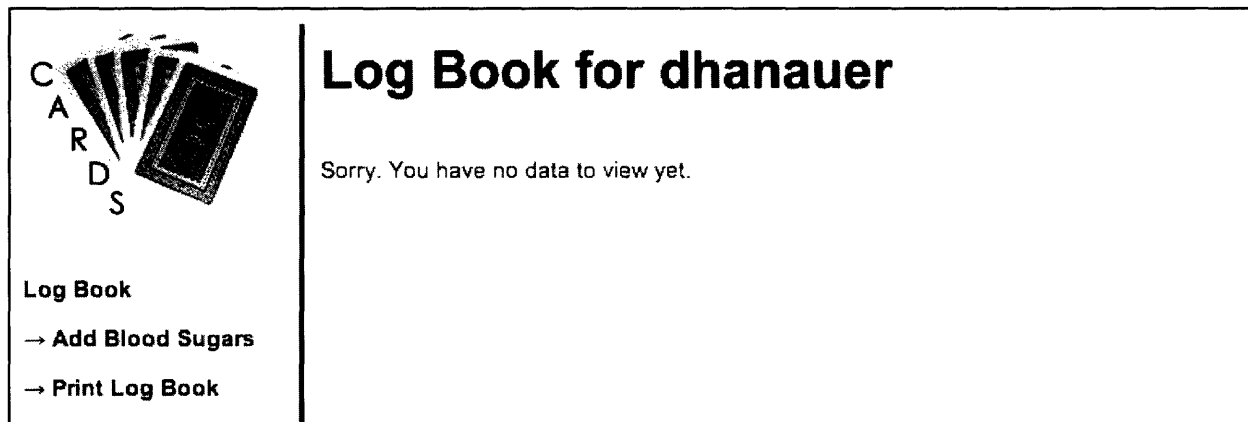 C
A
R
D
S
Log Book
→ Add Blood Sugars
→ Print Log Book
Log Book for dhanauer
Sorry. You have no data to view yet.